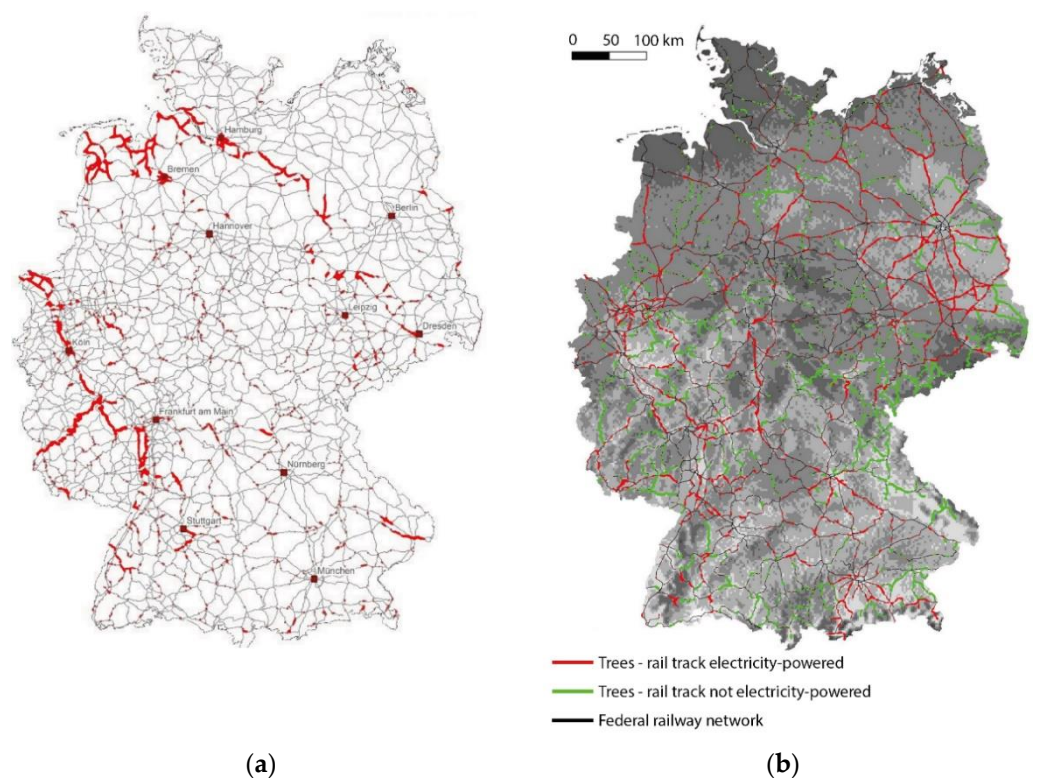 Hamburg
Bremen
Berlin
Hannover
Leipzig
Dresden
Köln
Frankfurt am Main
Nürnberg
Stuttgart
München
0 50 100 km
Trees - rail track electricity-powered
Trees - rail track not electricity-powered
Federal railway network
(a)
(b)